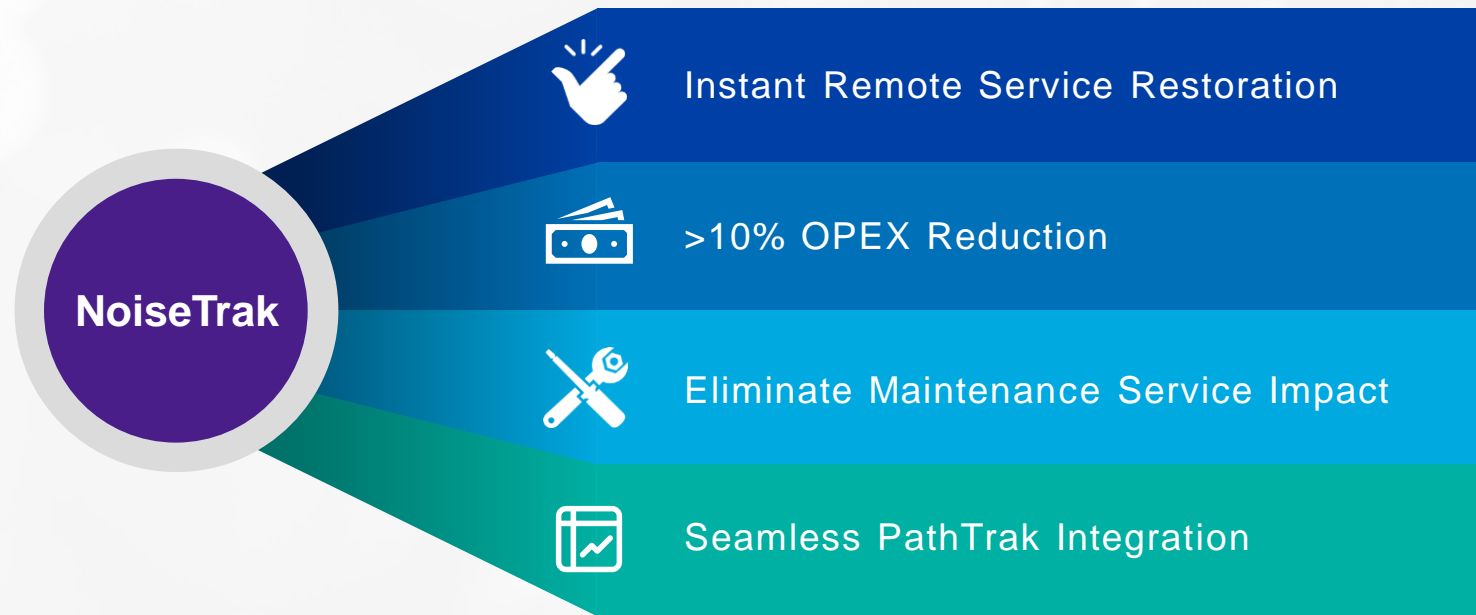 NoiseTrak
Instant Remote Service Restoration
>10% OPEX Reduction
Eliminate Maintenance Service Impact
Seamless PathTrak Integration